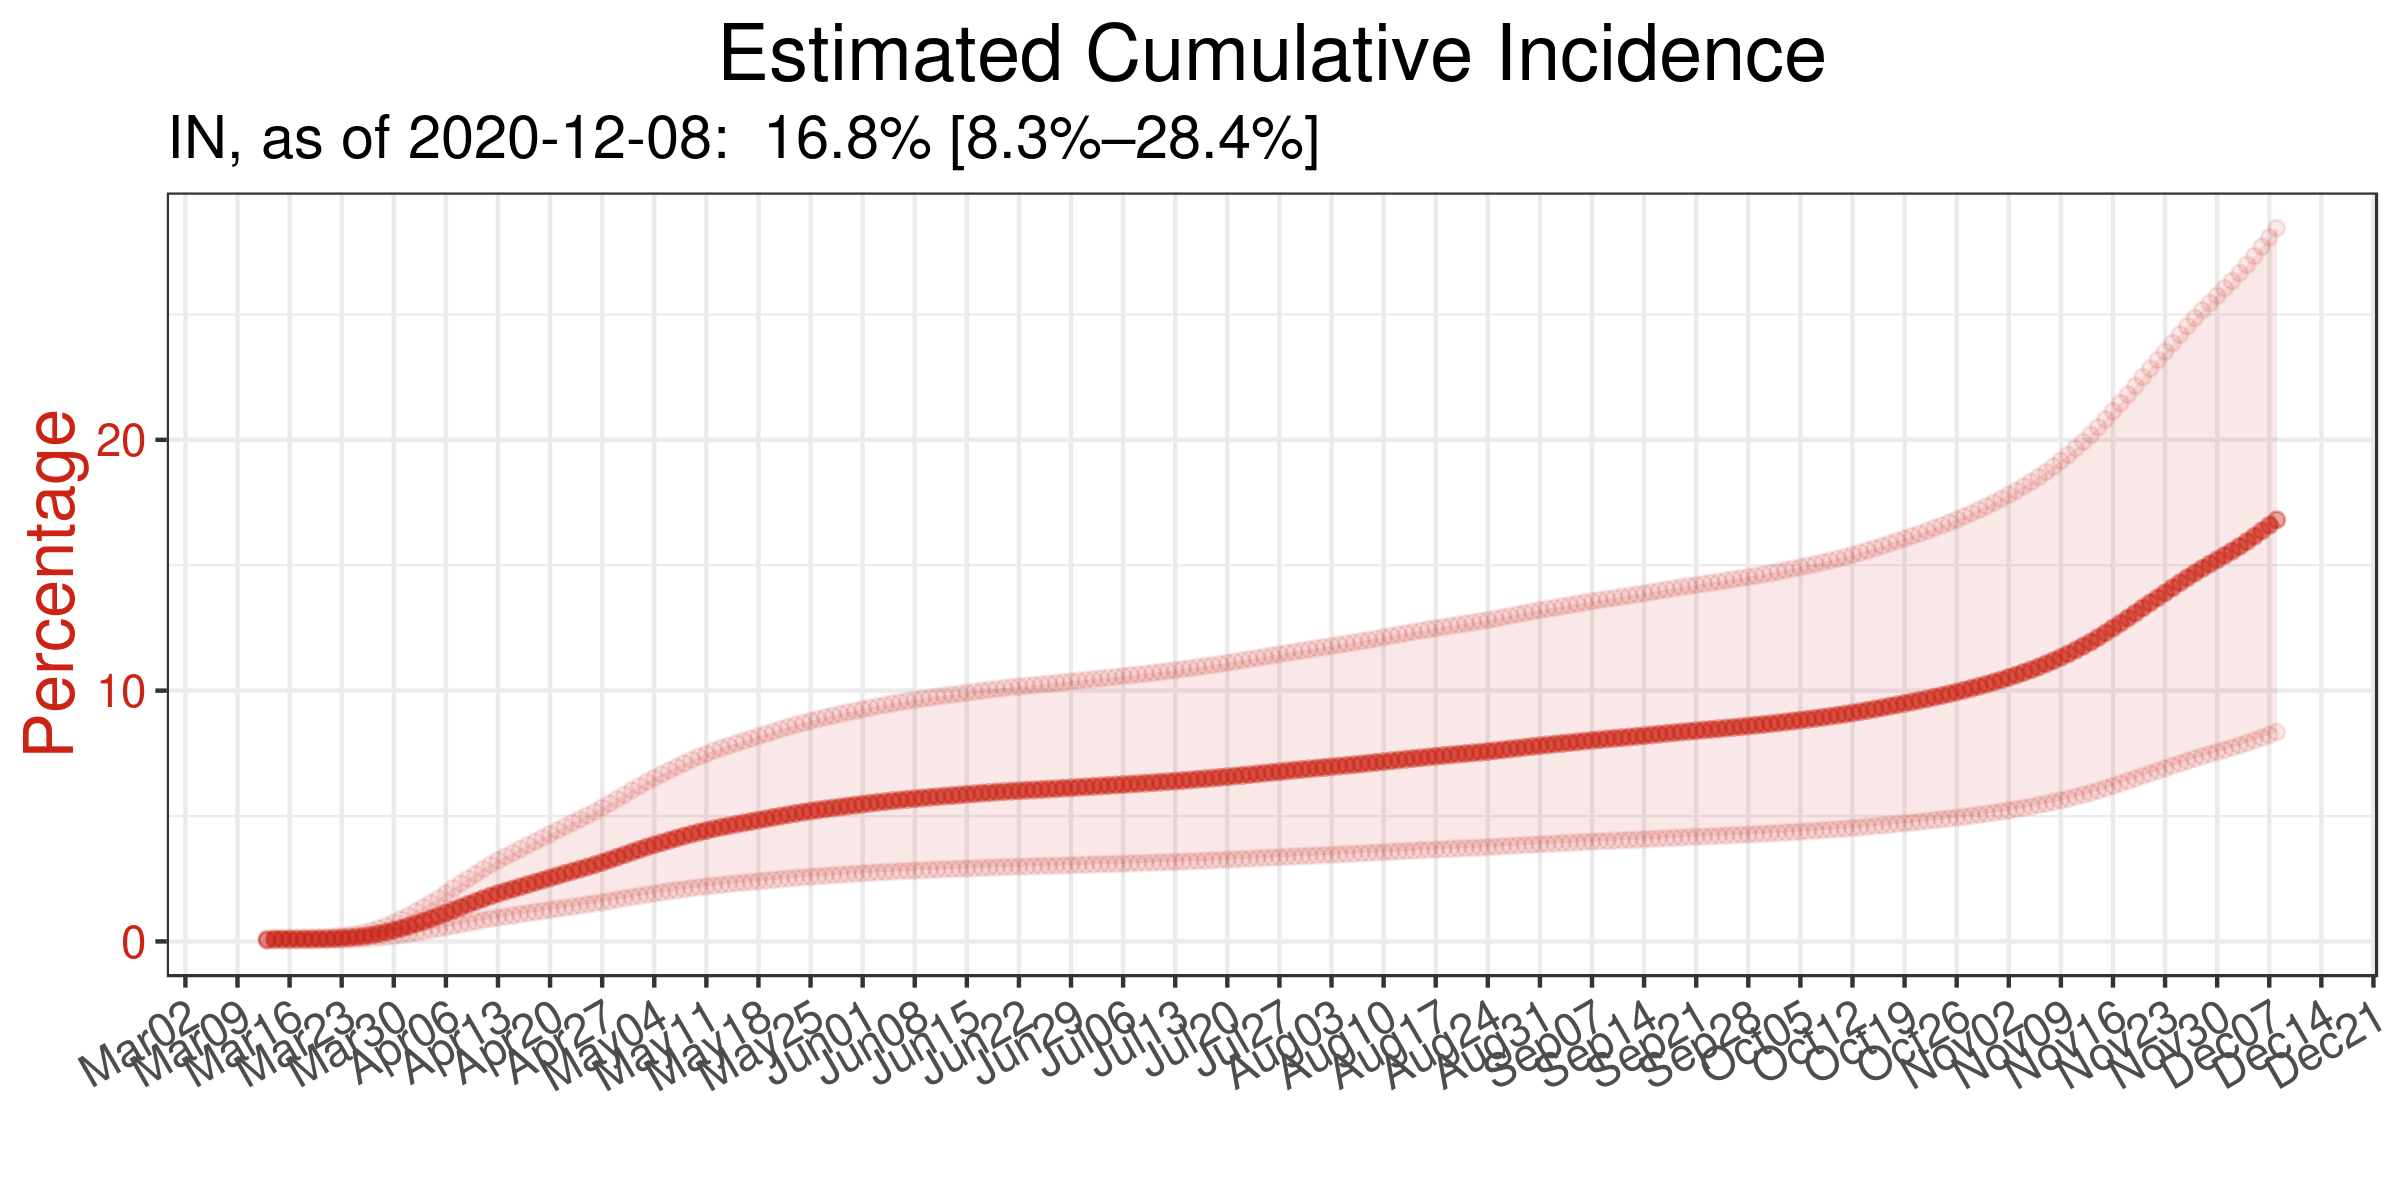 Estimated Cumulative Incidence
IN, as of 2020-12-08:  16.8% [8.3%–28.4%]
Percentage
20
10
0
Mar02
Mar09
Mar16
Mar23
Mar30
Apr06
Apr13
Apr20
Apr27
May04
May11
May18
May25
Jun01
Jun08
Jun15
Jun22
Jun29
Jul06
Jul13
Jul20
Jul27
Aug03
Aug10
Aug17
Aug24
Aug31
Sep07
Sep14
Sep21
Sep28
Oct05
Oct12
Oct19
Oct26
Nov02
Nov09
Nov16
Nov23
Nov30
Dec07
Dec14
Dec21